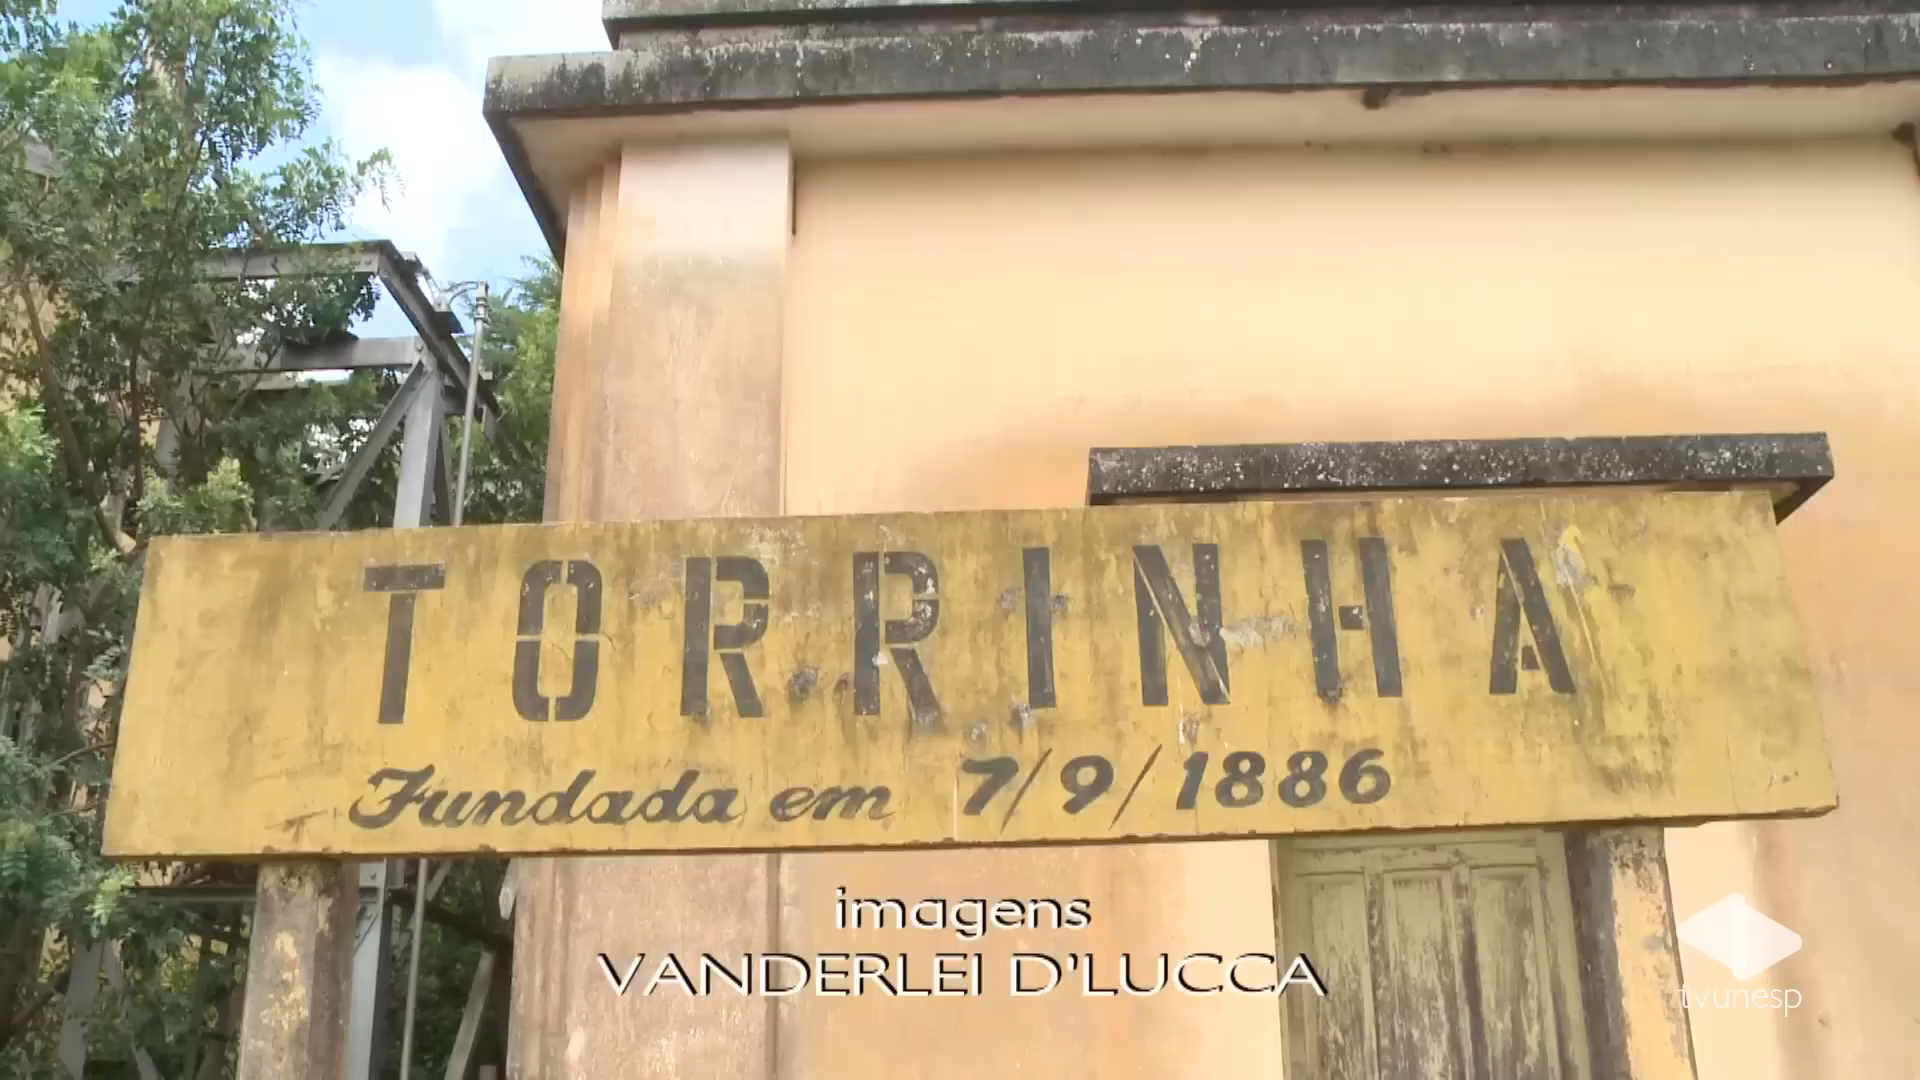 TORRINHA
Fundada em 7/9/1886
imagens
VANDERLEI D'LUCCA
tvunesp